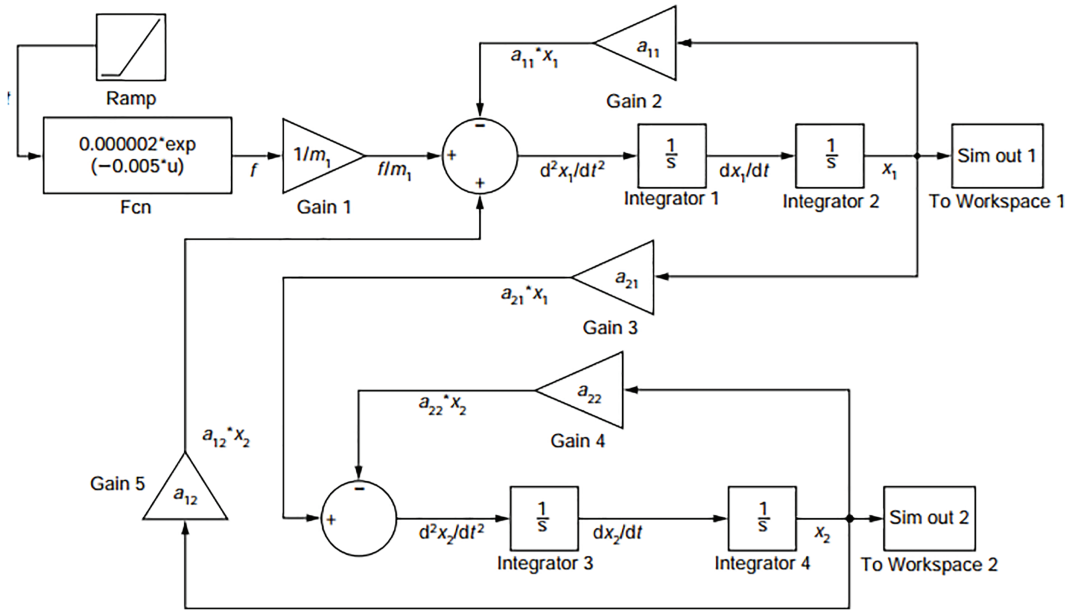 a₁₁*x₁
a₁₁
Gain 2
Ramp
t
0.000002*exp
(−0.005*u)
Fcn
f
1/m₁
Gain 1
f/m₁
−
+
+
d²x₁/dt²
1/s
Integrator 1
dx₁/dt
1/s
Integrator 2
x₁
Sim out 1
To Workspace 1
a₂₁*x₁
a₂₁
Gain 3
a₂₂*x₂
a₂₂
Gain 4
a₁₂*x₂
Gain 5
a₁₂
−
+
d²x₂/dt²
1/s
Integrator 3
dx₂/dt
1/s
Integrator 4
x₂
Sim out 2
To Workspace 2